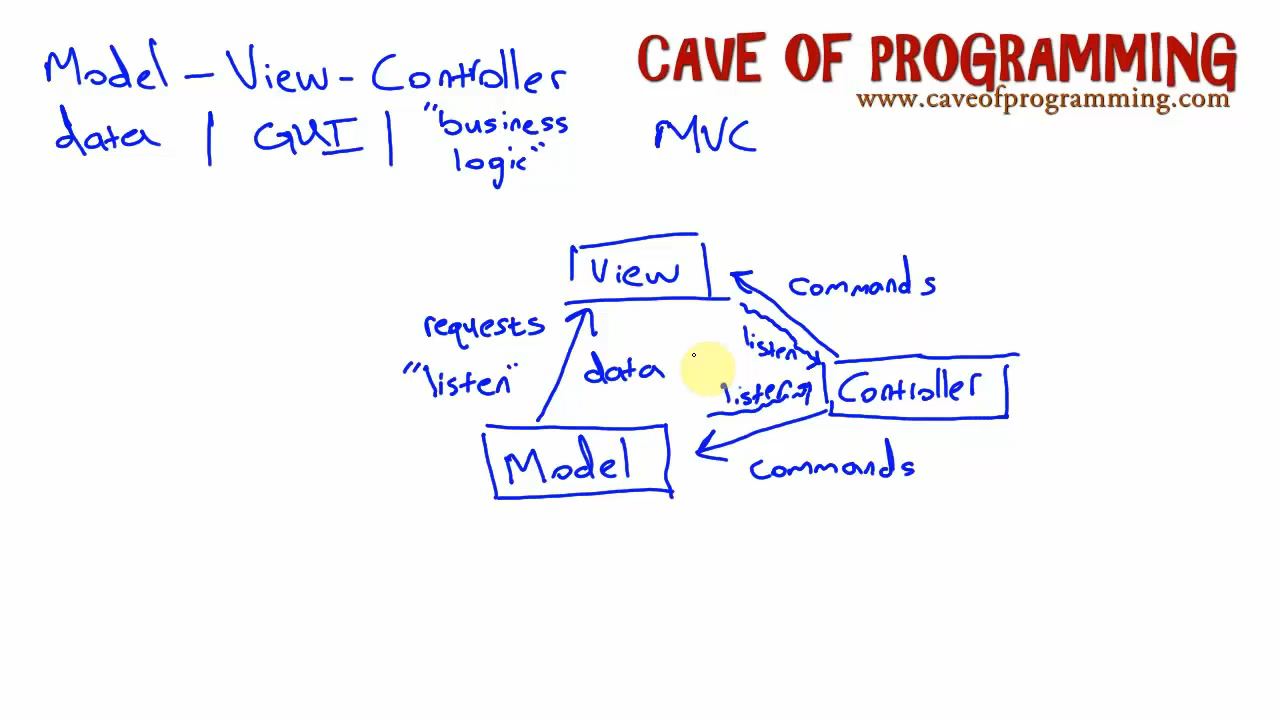 Model - View - Controller
CAVE OF PROGRAMMING
www.caveofprogramming.com
data | GUI | "business
logic"
MVC
View
commands
requests
listen
data
"listen"
listen
Controller
Model
commands